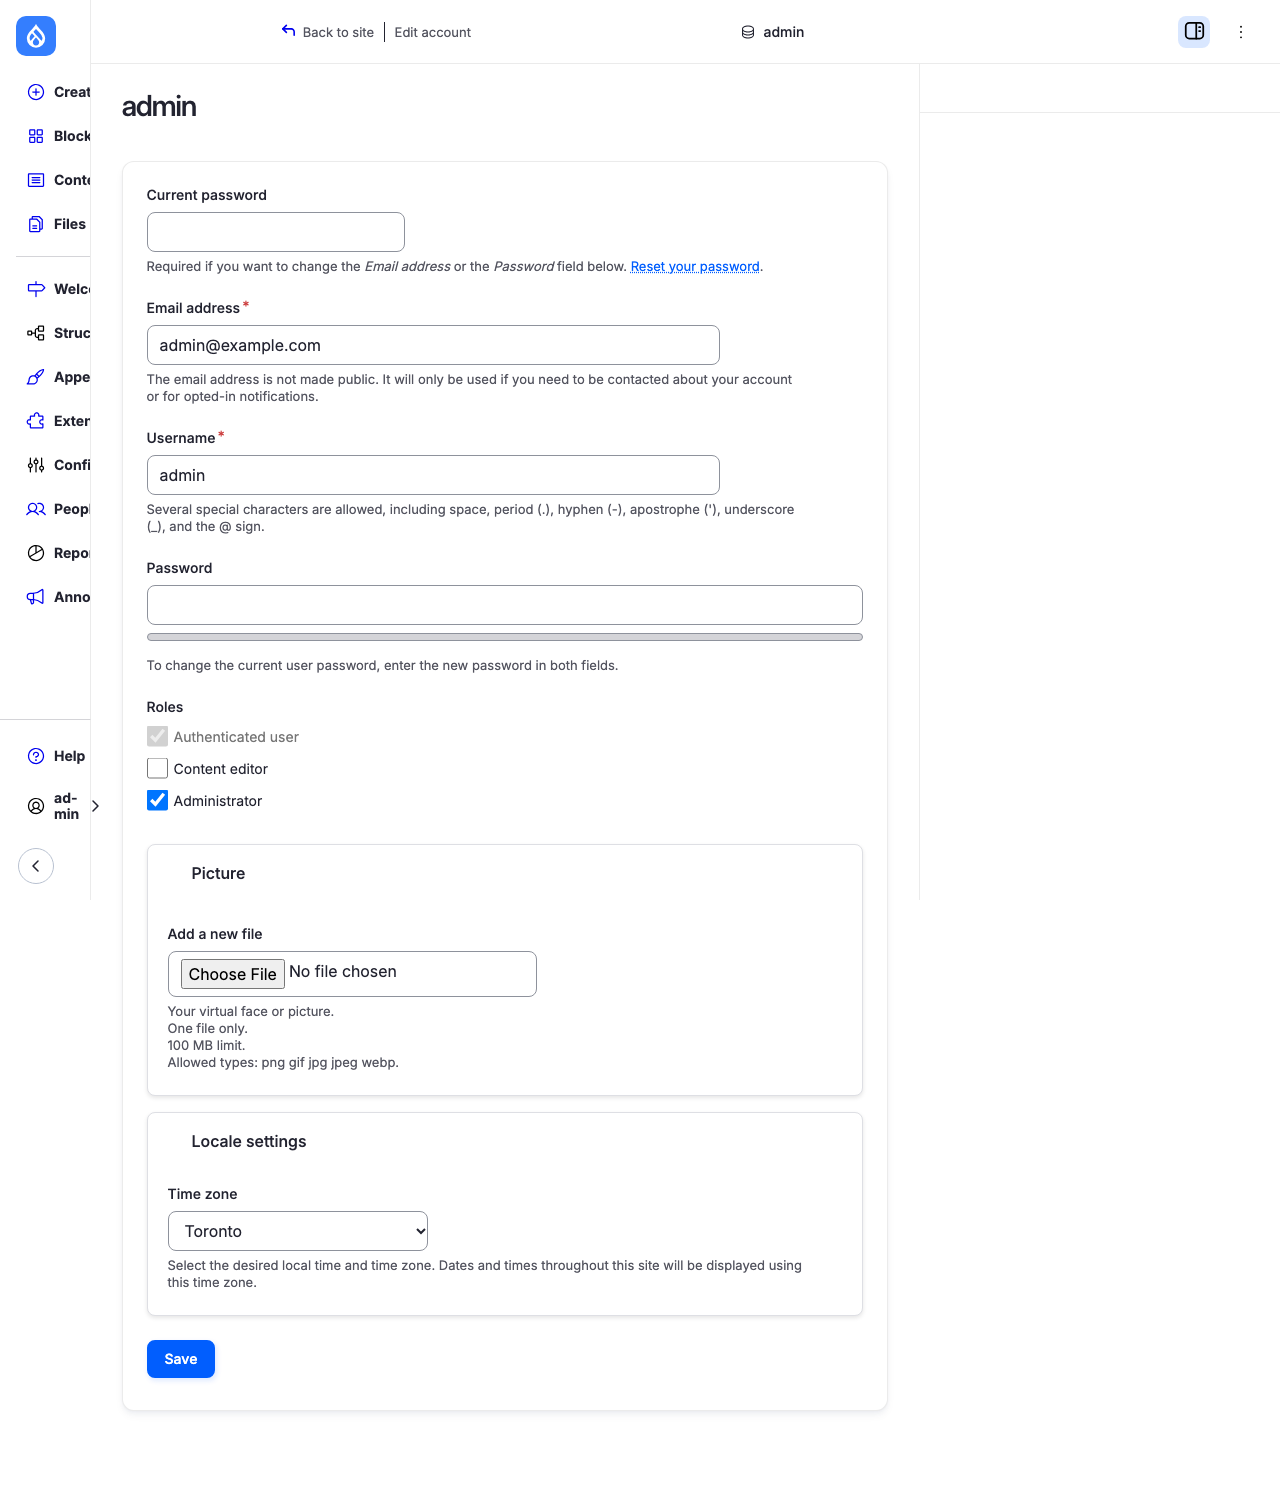 Back to site
Edit account
admin
Creat
Block
Conte
Files
Welco
Struc
Appe
Exten
Confi
Peopl
Repor
Anno
Help
ad-
min
admin
Current password
Required if you want to change the Email address or the Password field below. Reset your password.
Email address*
admin@example.com
The email address is not made public. It will only be used if you need to be contacted about your account
or for opted-in notifications.
Username*
admin
Several special characters are allowed, including space, period (.), hyphen (-), apostrophe ('), underscore
(_), and the @ sign.
Password
To change the current user password, enter the new password in both fields.
Roles
Authenticated user
Content editor
Administrator
Picture
Add a new file
Choose File No file chosen
Your virtual face or picture.
One file only.
100 MB limit.
Allowed types: png gif jpg jpeg webp.
Locale settings
Time zone
Toronto
Select the desired local time and time zone. Dates and times throughout this site will be displayed using
this time zone.
Save